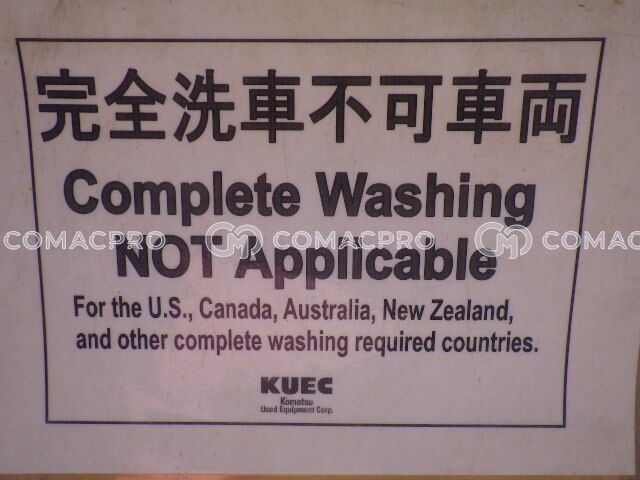 完全洗車不可車両
Complete Washing
NOT Applicable
COMACPRO COMACPRO COMACPRO
For the U.S., Canada, Australia, New Zealand,
and other complete washing required countries.
KUEC
Komatsu
Used Equipment Corp.